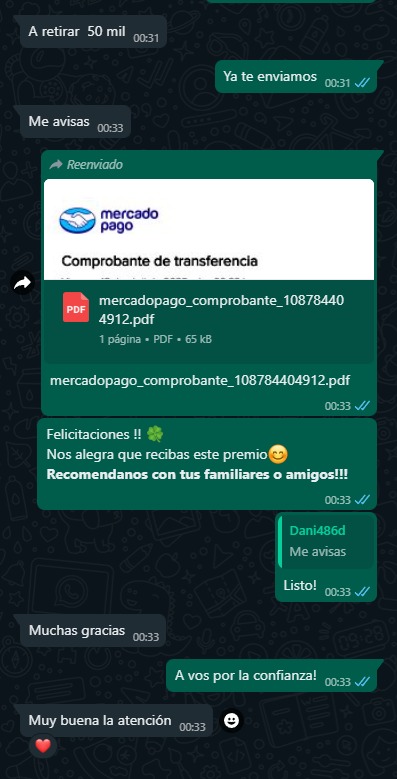 A retirar 50 mil 00:31
Ya te enviamos 00:31
Me avisas 00:33
Reenviado
mercado
pago
Comprobante de transferencia
mercadopago_comprobante_10878440
4912.pdf
PDF
1 página • PDF • 65 kB
mercadopago_comprobante_108784404912.pdf
00:33
Felicitaciones !! 🍀
Nos alegra que recibas este premio😊
Recomendanos con tus familiares o amigos!!!
00:33
Dani486d
Me avisas
Listo! 00:33
Muchas gracias 00:33
A vos por la confianza! 00:33
Muy buena la atención 00:33
❤️